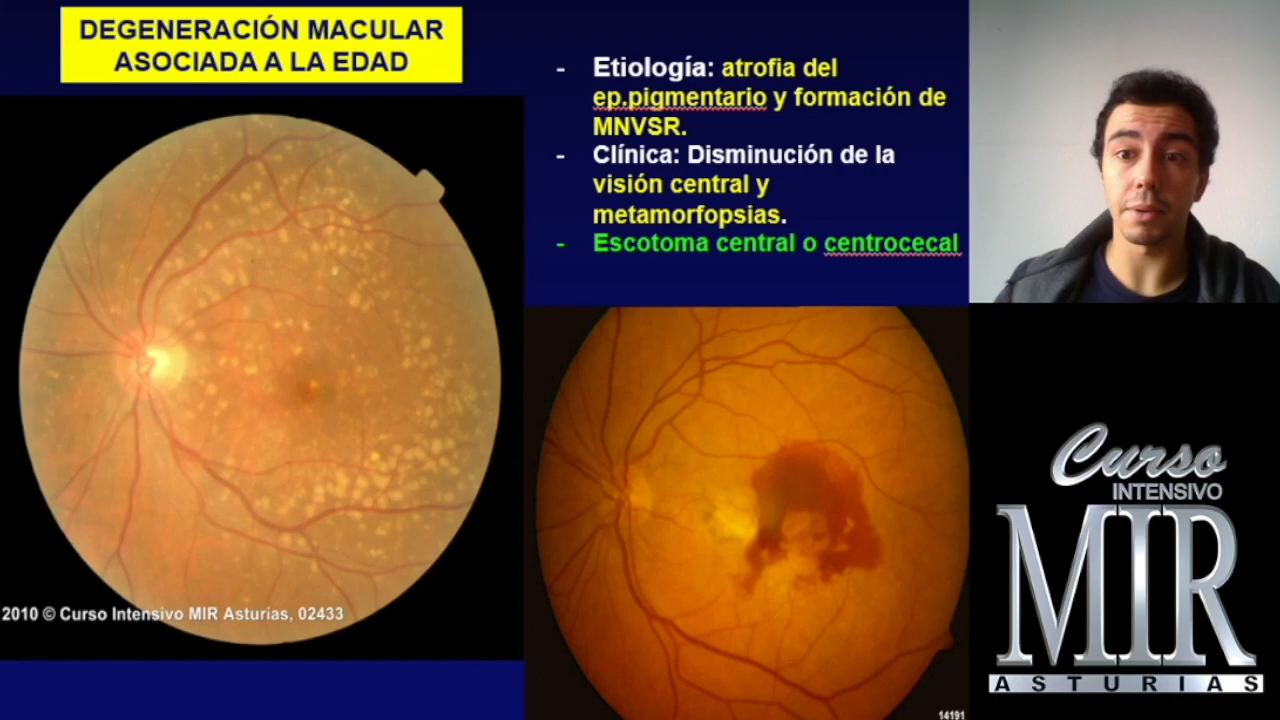 DEGENERACIÓN MACULAR
ASOCIADA A LA EDAD
- Etiología: atrofia del
ep.pigmentario y formación de
MNVSR.
- Clínica: Disminución de la
visión central y
metamorfopsias.
- Escotoma central o centrocecal
2010 © Curso Intensivo MIR Asturias, 02433
14191
Curso
INTENSIVO
MIR
ASTURIAS